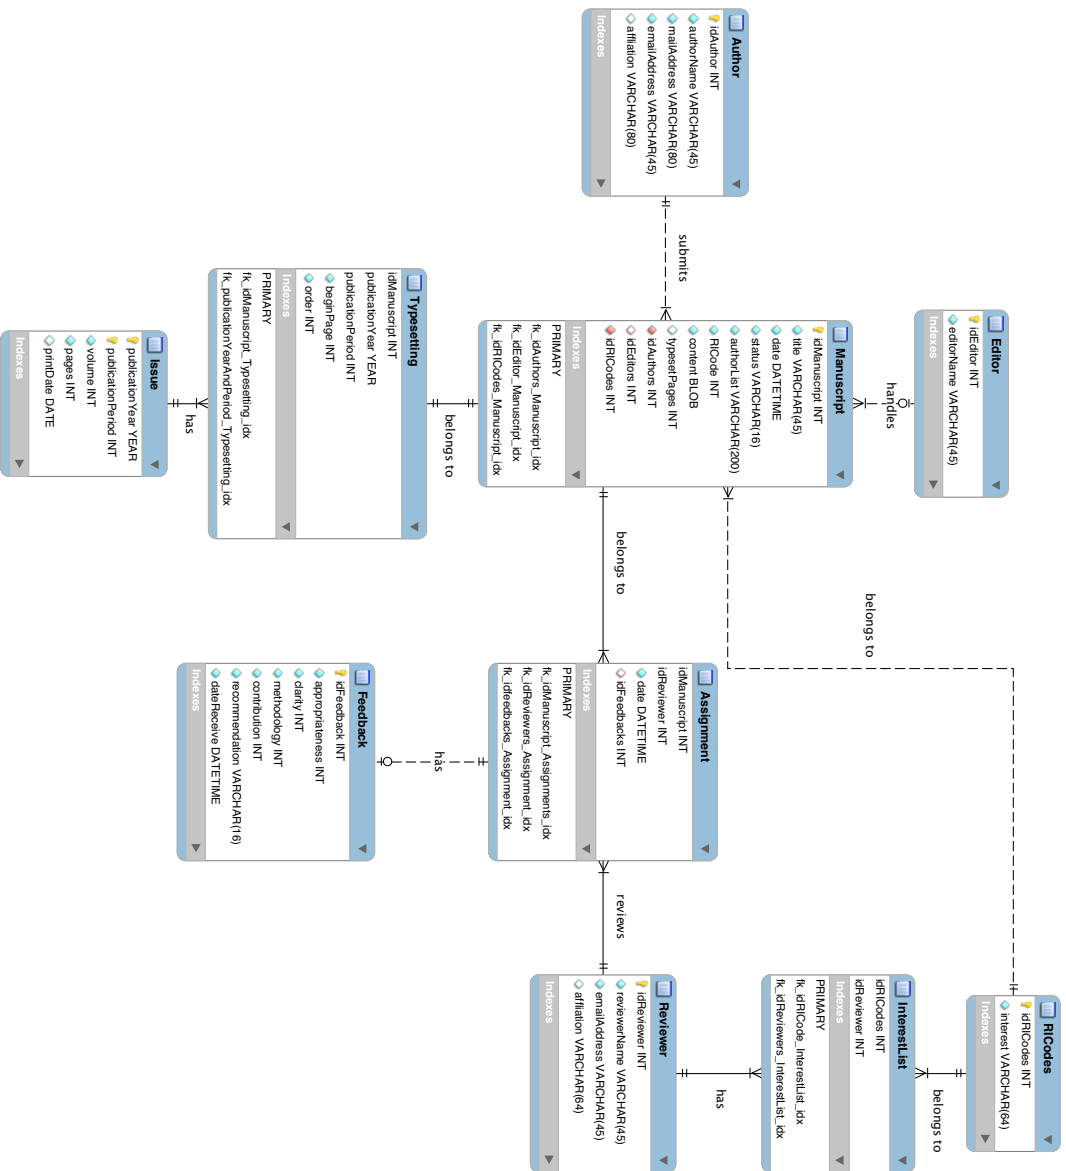 Author
idAuthor INT
authorName VARCHAR(45)
mailAddress VARCHAR(80)
emailAddress VARCHAR(45)
affliation VARCHAR(80)
Indexes
submits
Editor
idEditor INT
editorName VARCHAR(45)
Indexes
handles
Manuscript
idManuscript INT
title VARCHAR(45)
date DATETIME
status VARCHAR(16)
authorList VARCHAR(200)
RICode INT
content BLOB
typesetPages INT
idAuthors INT
idEditors INT
idRICodes INT
Indexes
PRIMARY
fk_idAuthors_Manuscript_idx
fk_idEditor_Manuscript_idx
fk_idRICodes_Manuscript_idx
belongs to
Typesetting
idManuscript INT
publicationYear YEAR
publicationPeriod INT
beginPage INT
order INT
Indexes
PRIMARY
fk_idManuscript_Typesetting_idx
fk_publicationYearAndPeriod_Typesetting_idx
has
Issue
publicationYear YEAR
publicationPeriod INT
volume INT
pages INT
printDate DATE
Indexes
belongs to
belongs to
Assignment
idManuscript INT
idReviewer INT
date DATETIME
idFeedbacks INT
Indexes
PRIMARY
fk_idManuscript_Assignments_idx
fk_idReviewers_Assignment_idx
fk_idfeedbacks_Assignment_idx
has
Feedback
idFeedback INT
appropriateness INT
clarity INT
methodology INT
contribution INT
recommendation VARCHAR(16)
dateReceive DATETIME
Indexes
reviews
RICodes
idRICodes INT
interest VARCHAR(64)
Indexes
belongs to
InterestList
idRICodes INT
idReviewer INT
Indexes
PRIMARY
fk_idRICode_InterestList_idx
fk_idReviewers_InterestList_idx
has
Reviewer
idReviewer INT
reviewerName VARCHAR(45)
emailAddress VARCHAR(45)
affliation VARCHAR(64)
Indexes